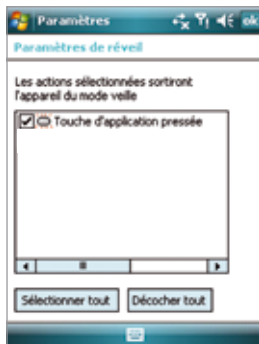 Paramètres
ok
Paramètres de réveil
Les actions sélectionnées sortiront
l'appareil du mode veille
Touche d'application pressée
Sélectionner tout
Décocher tout